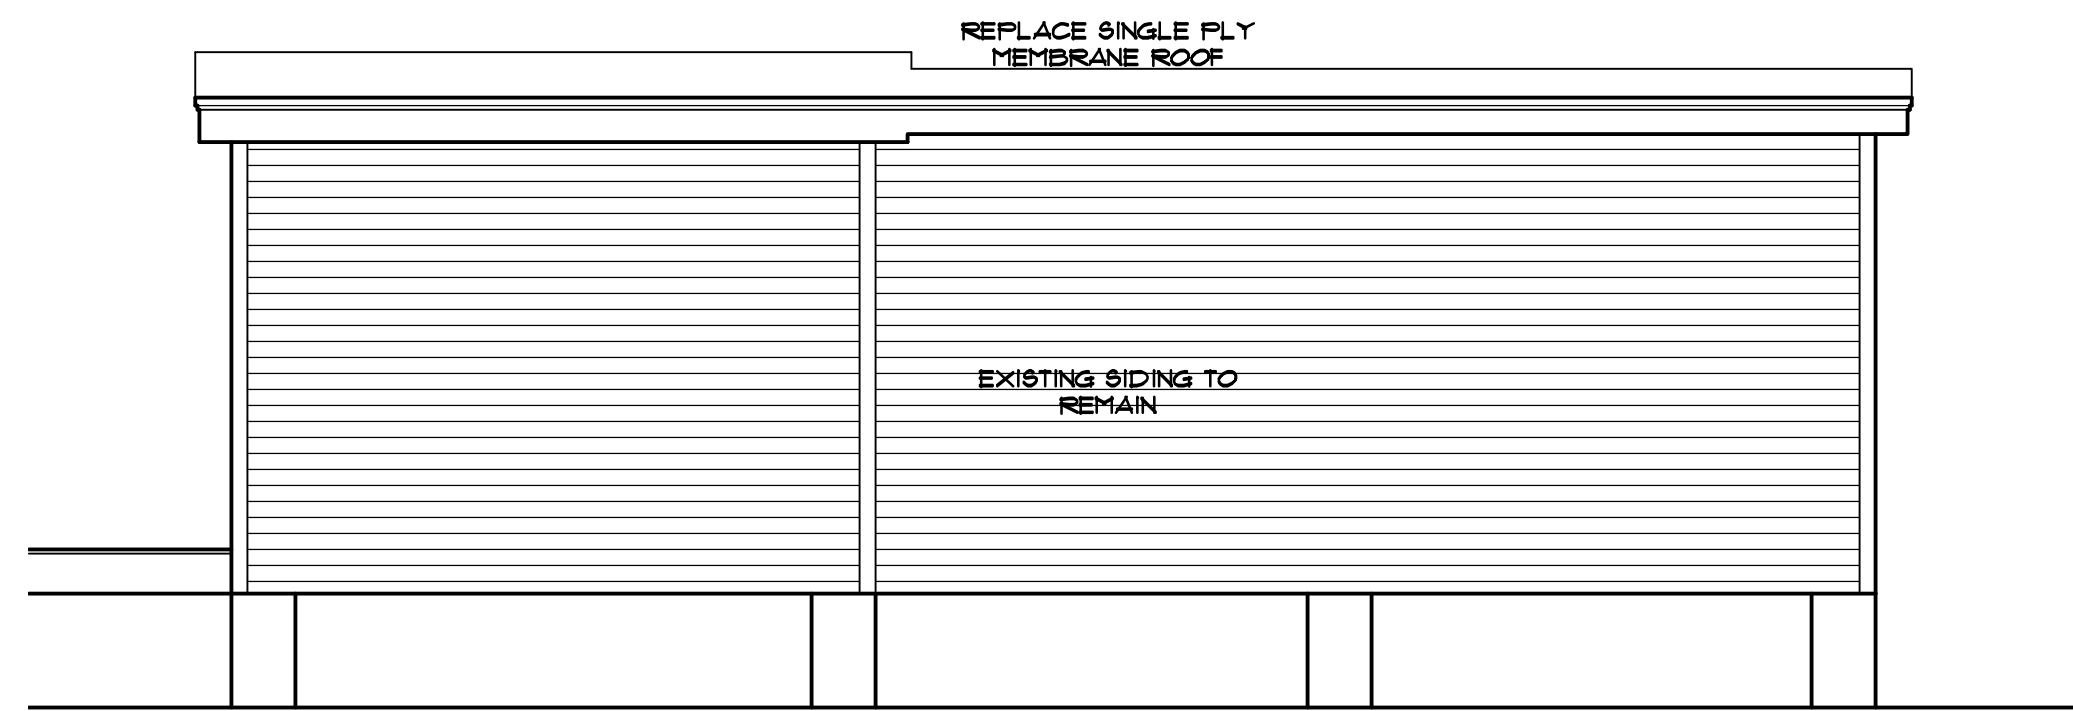 REPLACE SINGLE PLY
MEMBRANE ROOF
EXISTING SIDING TO
REMAIN